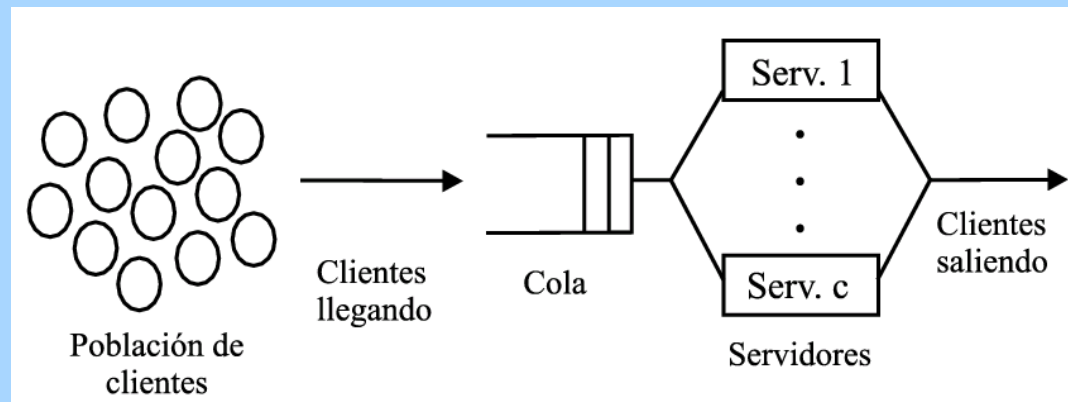 Población de
clientes
Clientes
llegando
Cola
Serv. 1
Serv. c
Servidores
Clientes
saliendo